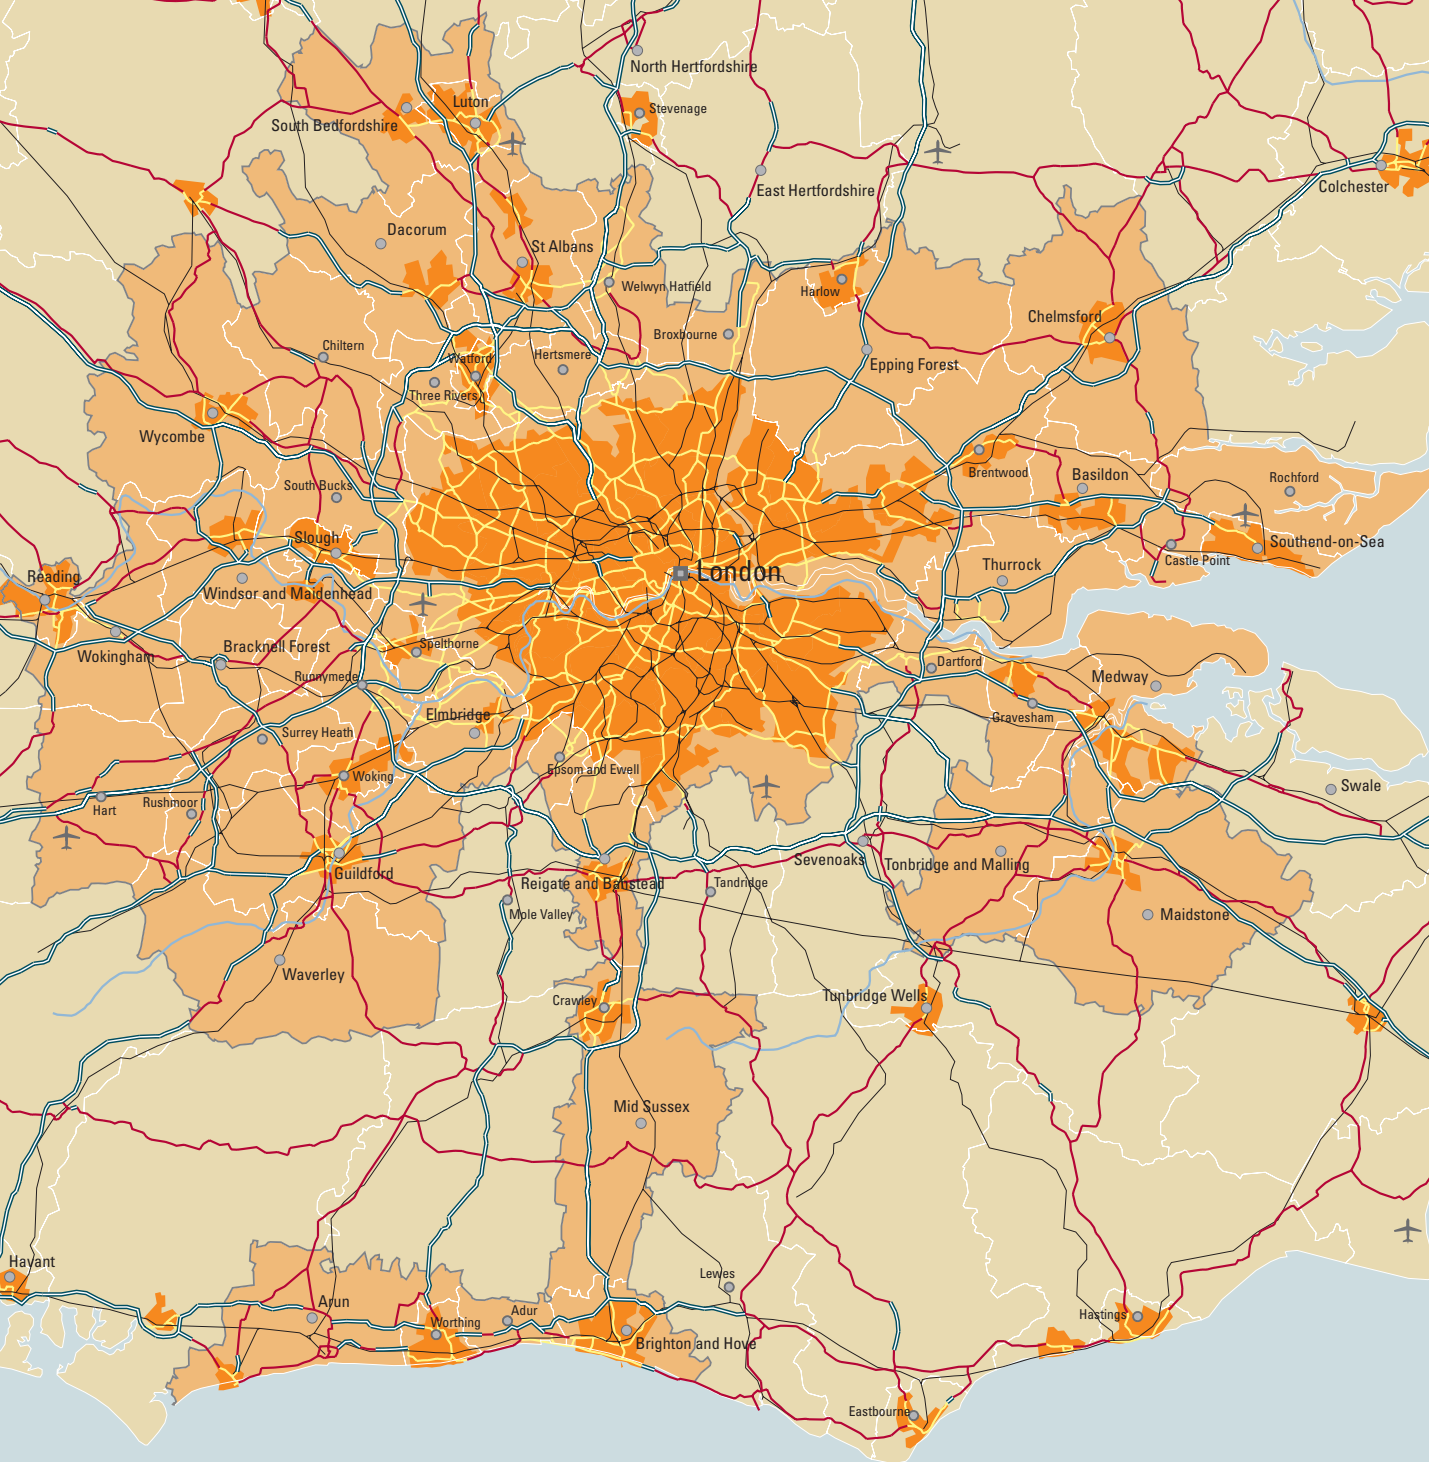 North Hertfordshire
Luton
Stevenage
South Bedfordshire
Colchester
East Hertfordshire
Dacorum
St Albans
Welwyn Hatfield
Harlow
Chelmsford
Broxbourne
Chiltern
Watford
Hertsmere
Epping Forest
Three Rivers
Wycombe
Brentwood
Basildon
Rochford
South Bucks
Slough
Southend-on-Sea
Castle Point
Thurrock
London
Reading
Windsor and Maidenhead
Bracknell Forest
Spelthorne
Wokingham
Dartford
Runnymede
Medway
Elmbridge
Gravesham
Surrey Heath
Epsom and Ewell
Woking
Swale
Rushmoor
Hart
Sevenoaks
Tonbridge and Malling
Guildford
Reigate and Banstead
Tandridge
Mole Valley
Maidstone
Waverley
Tunbridge Wells
Crawley
Mid Sussex
Havant
Lewes
Arun
Adur
Worthing
Hastings
Brighton and Hove
Eastbourne